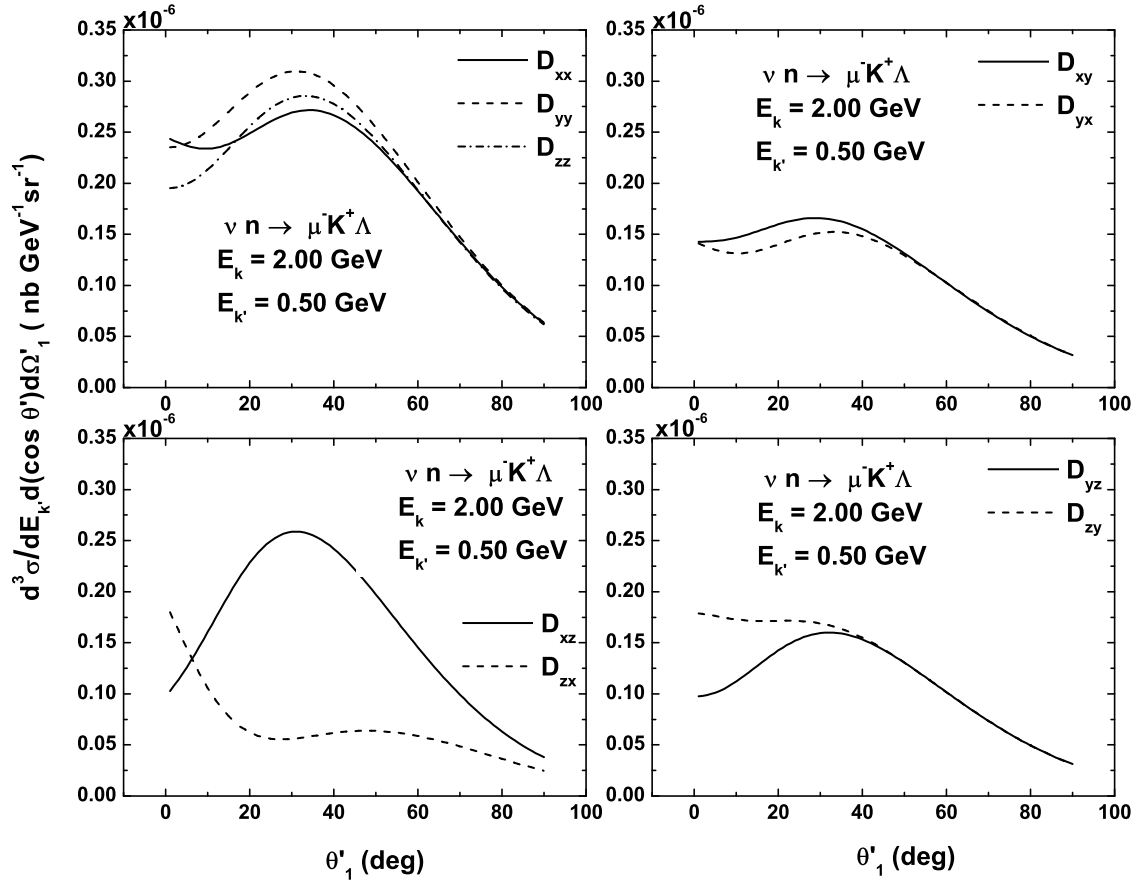 d³σ/dE_k'd(cos θ')dΩ'₁ ( nb GeV⁻¹sr⁻¹)
x10⁻⁶
0.35
0.30
0.25
0.20
0.15
0.10
0.05
0.00
0 20 40 60 80 100
D_xx
D_yy
D_zz
ν n → μ⁻K⁺Λ
E_k = 2.00 GeV
E_k' = 0.50 GeV
x10⁻⁶
0.35
0.30
0.25
0.20
0.15
0.10
0.05
0.00
0 20 40 60 80 100
ν n → μ⁻K⁺Λ
E_k = 2.00 GeV
E_k' = 0.50 GeV
D_xy
D_yx
x10⁻⁶
0.35
0.30
0.25
0.20
0.15
0.10
0.05
0.00
0 20 40 60 80 100
ν n → μ⁻K⁺Λ
E_k = 2.00 GeV
E_k' = 0.50 GeV
D_xz
D_zx
θ'₁ (deg)
x10⁻⁶
0.35
0.30
0.25
0.20
0.15
0.10
0.05
0.00
0 20 40 60 80 100
ν n → μ⁻K⁺Λ
E_k = 2.00 GeV
E_k' = 0.50 GeV
D_yz
D_zy
θ'₁ (deg)